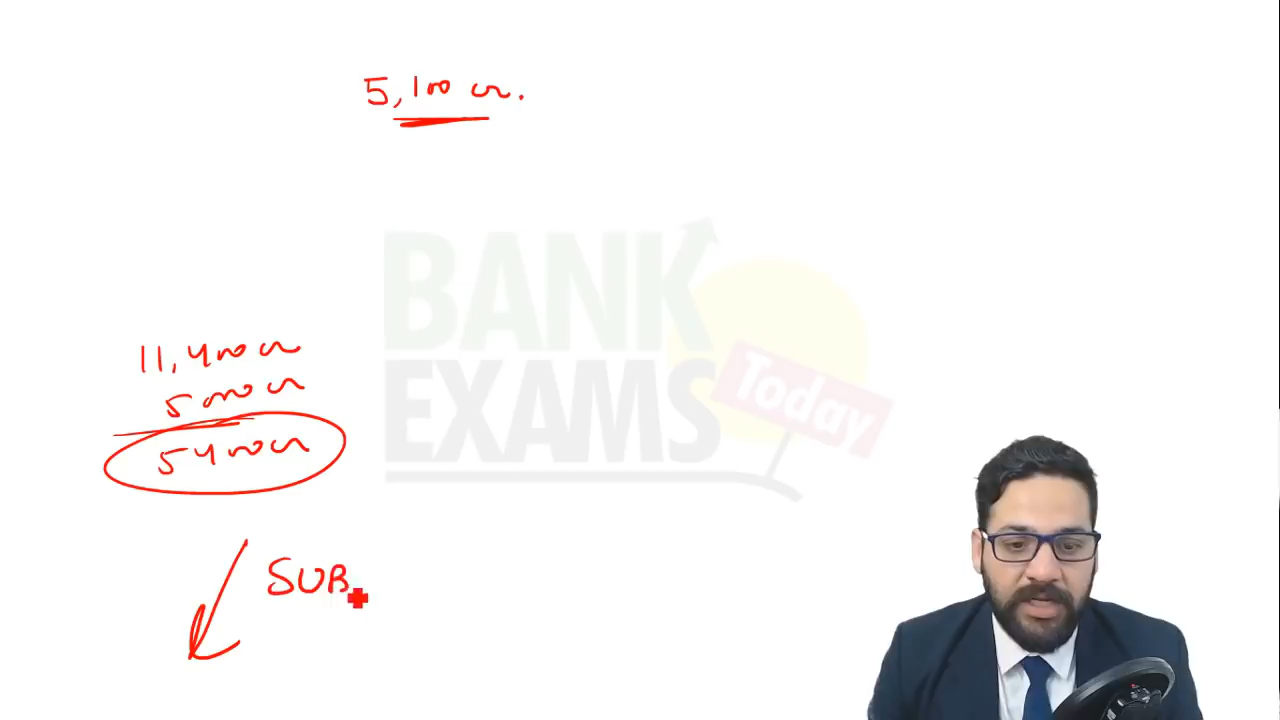 5,100 cr.
BANK
EXAMS
Today
11,400 cr
5000 cr
5400 cr
SUB